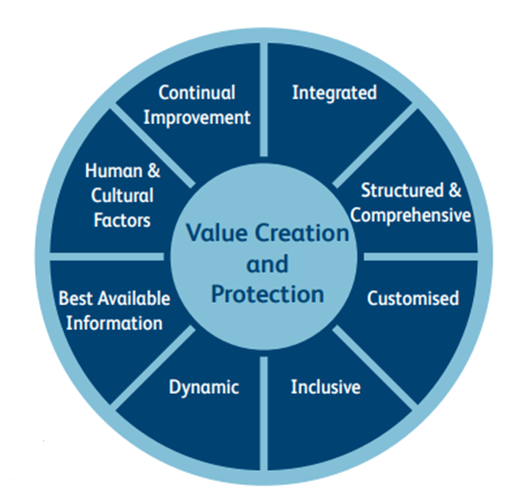 Continual
Improvement
Integrated
Structured &
Comprehensive
Customised
Inclusive
Dynamic
Best Available
Information
Human &
Cultural
Factors
Value Creation
and
Protection